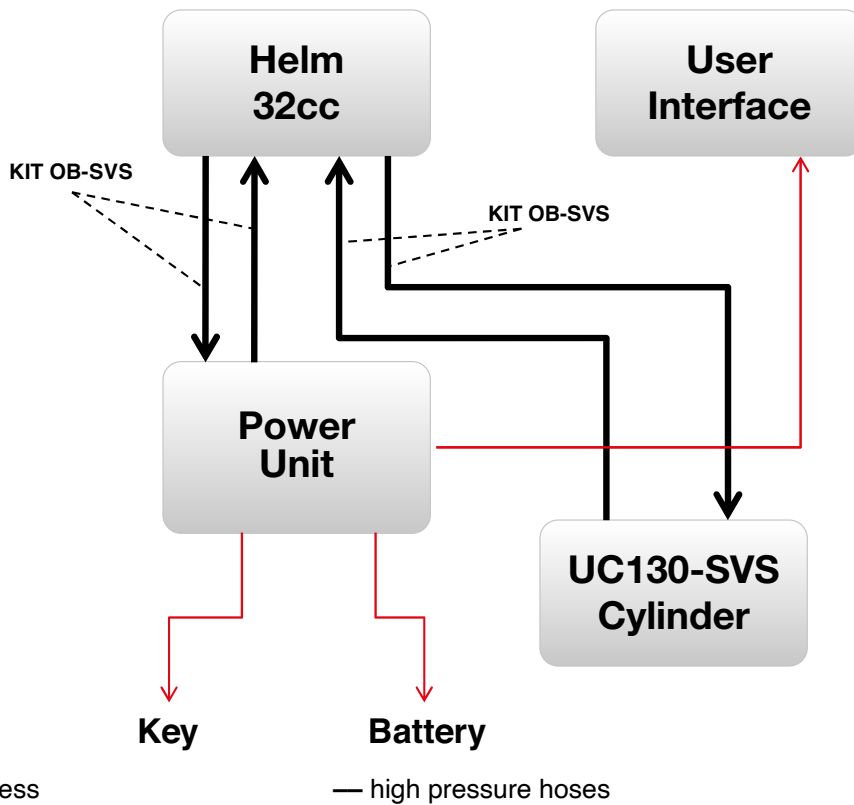 Helm
32cc
User
Interface
KIT OB-SVS
KIT OB-SVS
Power
Unit
UC130-SVS
Cylinder
Key
Battery
ess
— high pressure hoses